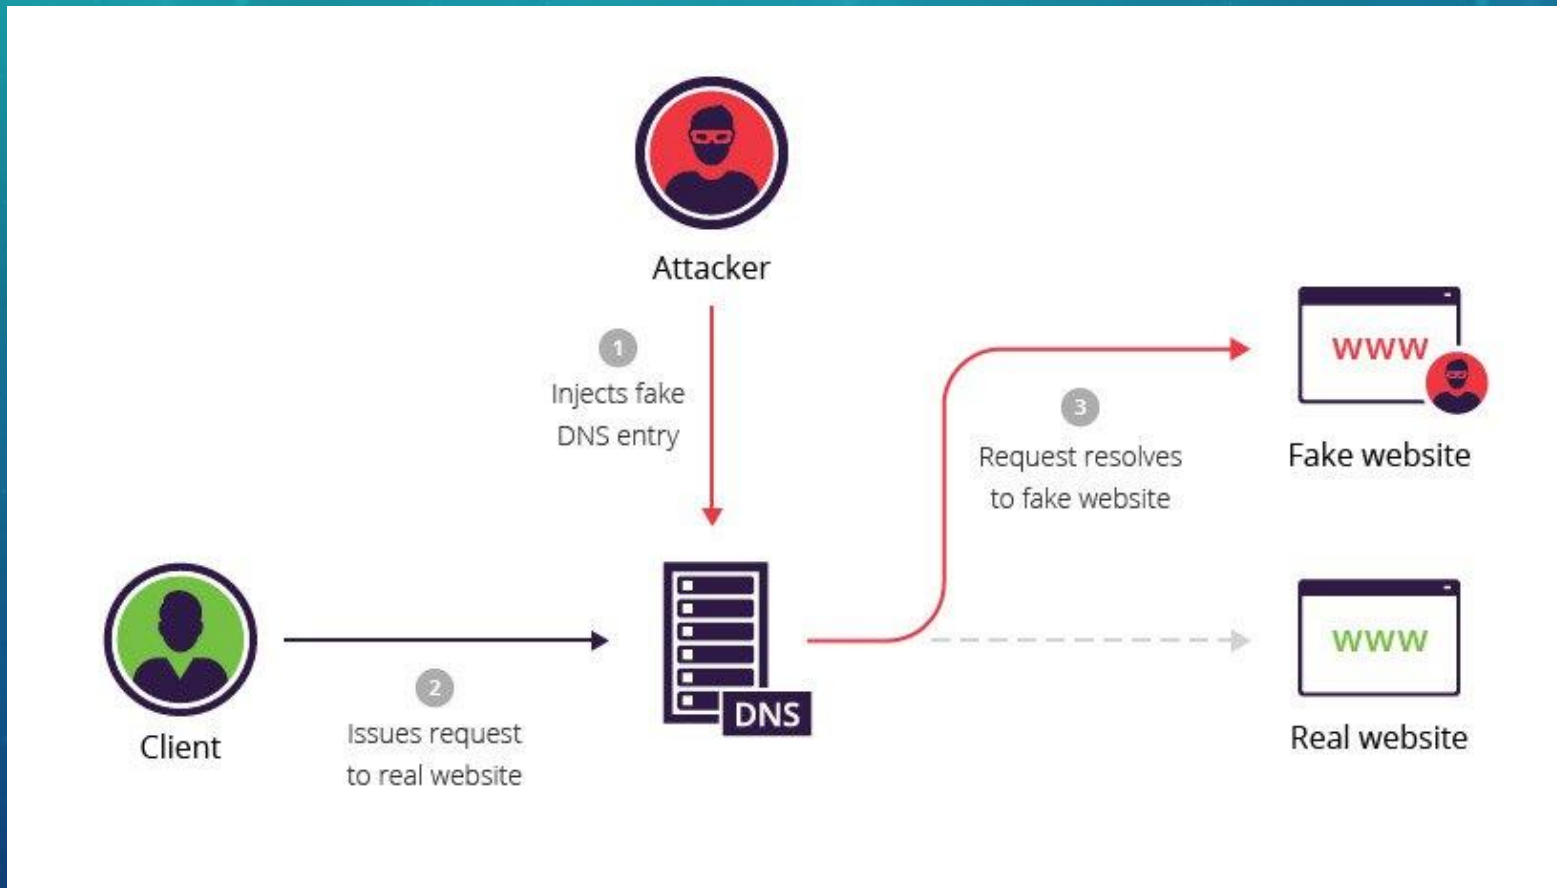 Attacker
1
Injects fake
DNS entry
www
3
Request resolves
to fake website
Fake website
DNS
www
Client
2
Issues request
to real website
Real website